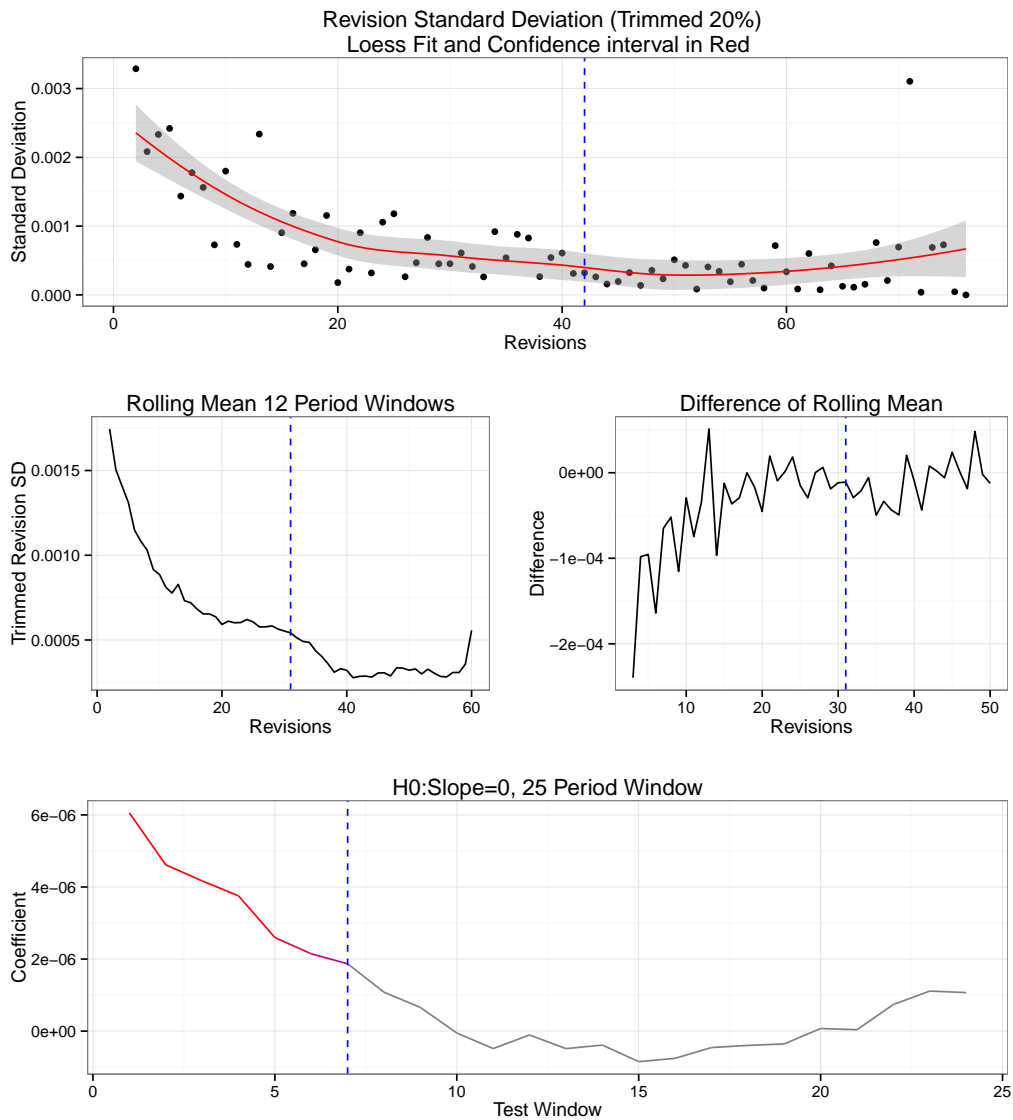 Revision Standard Deviation (Trimmed 20%)
Loess Fit and Confidence interval in Red
Standard Deviation
0.003
0.002
0.001
0.000
0
20
40
60
Revisions
Rolling Mean 12 Period Windows
Trimmed Revision SD
0.0015
0.0010
0.0005
0
20
40
60
Revisions
Difference of Rolling Mean
Difference
0e+00
−1e−04
−2e−04
10
20
30
40
50
Revisions
H0:Slope=0, 25 Period Window
Coefficient
6e−06
4e−06
2e−06
0e+00
0
5
10
15
20
25
Test Window